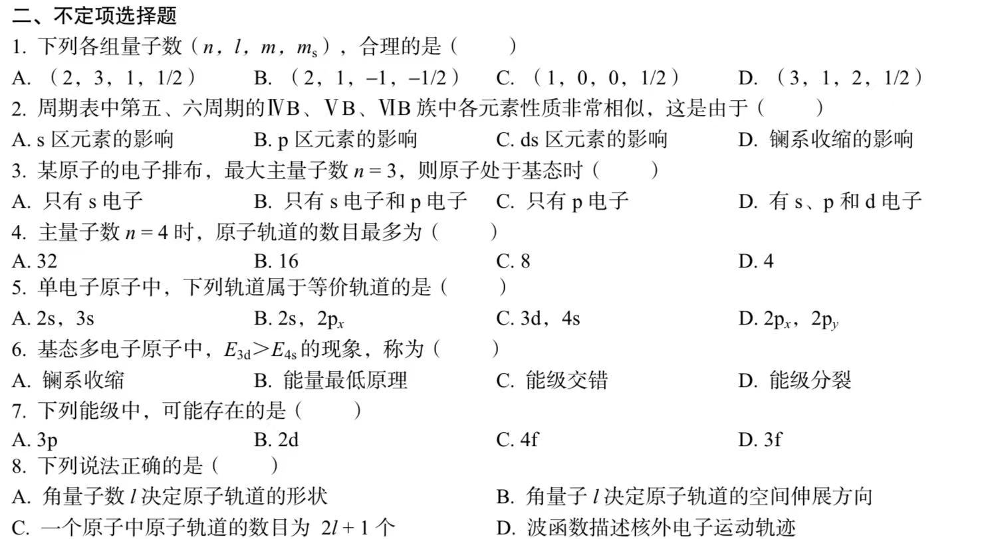 二、不定项选择题
1. 下列各组量子数（n，l，m，mₛ），合理的是（  ）
A. （2，3，1，1/2） B. （2，1，–1，–1/2） C. （1，0，0，1/2） D. （3，1，2，1/2）
2. 周期表中第五、六周期的ⅣB、ⅤB、ⅥB 族中各元素性质非常相似，这是由于（  ）
A. s 区元素的影响 B. p 区元素的影响 C. ds 区元素的影响 D. 镧系收缩的影响
3. 某原子的电子排布，最大主量子数 n = 3，则原子处于基态时（  ）
A. 只有 s 电子 B. 只有 s 电子和 p 电子 C. 只有 p 电子 D. 有 s、p 和 d 电子
4. 主量子数 n = 4 时，原子轨道的数目最多为（  ）
A. 32 B. 16 C. 8 D. 4
5. 单电子原子中，下列轨道属于等价轨道的是（  ）
A. 2s，3s B. 2s，2pₓ C. 3d，4s D. 2pₓ，2p_y
6. 基态多电子原子中，E₃d＞E₄s 的现象，称为（  ）
A. 镧系收缩 B. 能量最低原理 C. 能级交错 D. 能级分裂
7. 下列能级中，可能存在的是（  ）
A. 3p B. 2d C. 4f D. 3f
8. 下列说法正确的是（  ）
A. 角量子数 l 决定原子轨道的形状 B. 角量子 l 决定原子轨道的空间伸展方向
C. 一个原子中原子轨道的数目为 2l + 1 个 D. 波函数描述核外电子运动轨迹